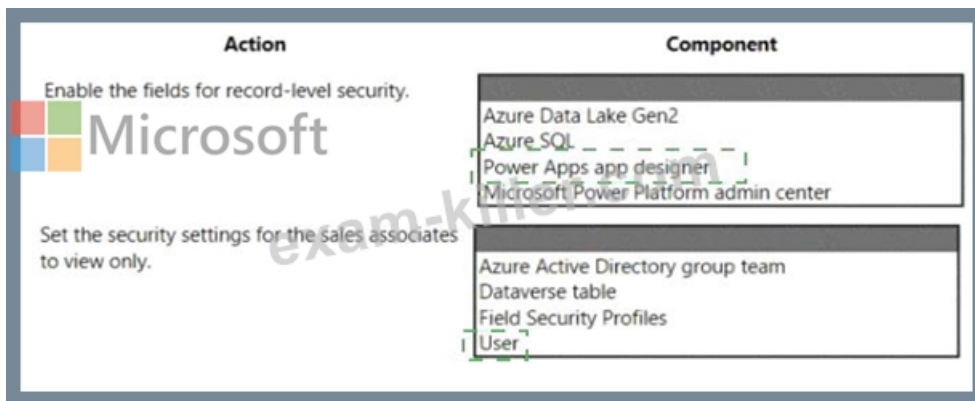 Action
Component
Enable the fields for record-level security.
Azure Data Lake Gen2
Azure SQL
Power Apps app designer
Microsoft Power Platform admin center
Microsoft
exam-killer.com
Set the security settings for the sales associates
to view only.
Azure Active Directory group team
Dataverse table
Field Security Profiles
User